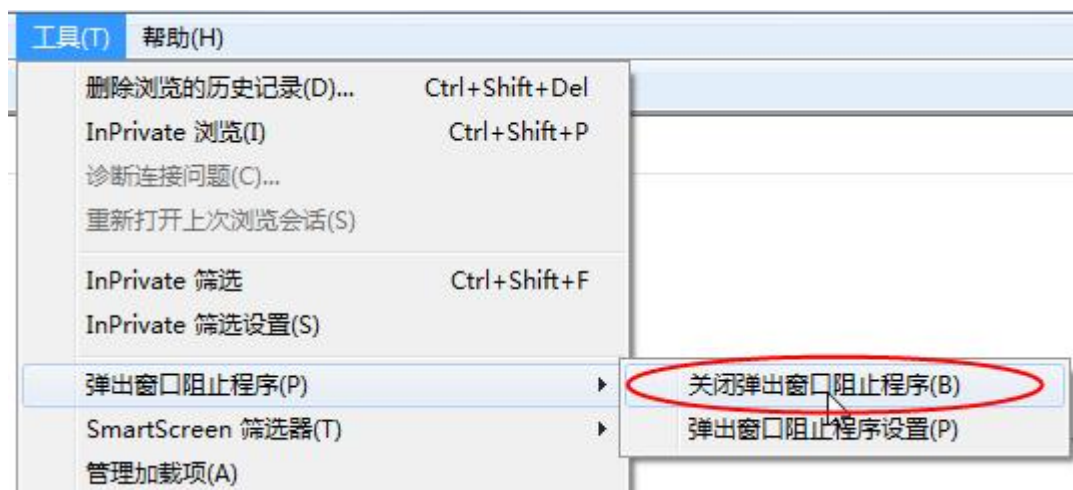 工具(T) 帮助(H)
删除浏览的历史记录(D)... Ctrl+Shift+Del
InPrivate 浏览(I) Ctrl+Shift+P
诊断连接问题(C)...
重新打开上次浏览会话(S)
InPrivate 筛选 Ctrl+Shift+F
InPrivate 筛选设置(S)
弹出窗口阻止程序(P) 关闭弹出窗口阻止程序(B)
SmartScreen 筛选器(T) 弹出窗口阻止程序设置(P)
管理加载项(A)